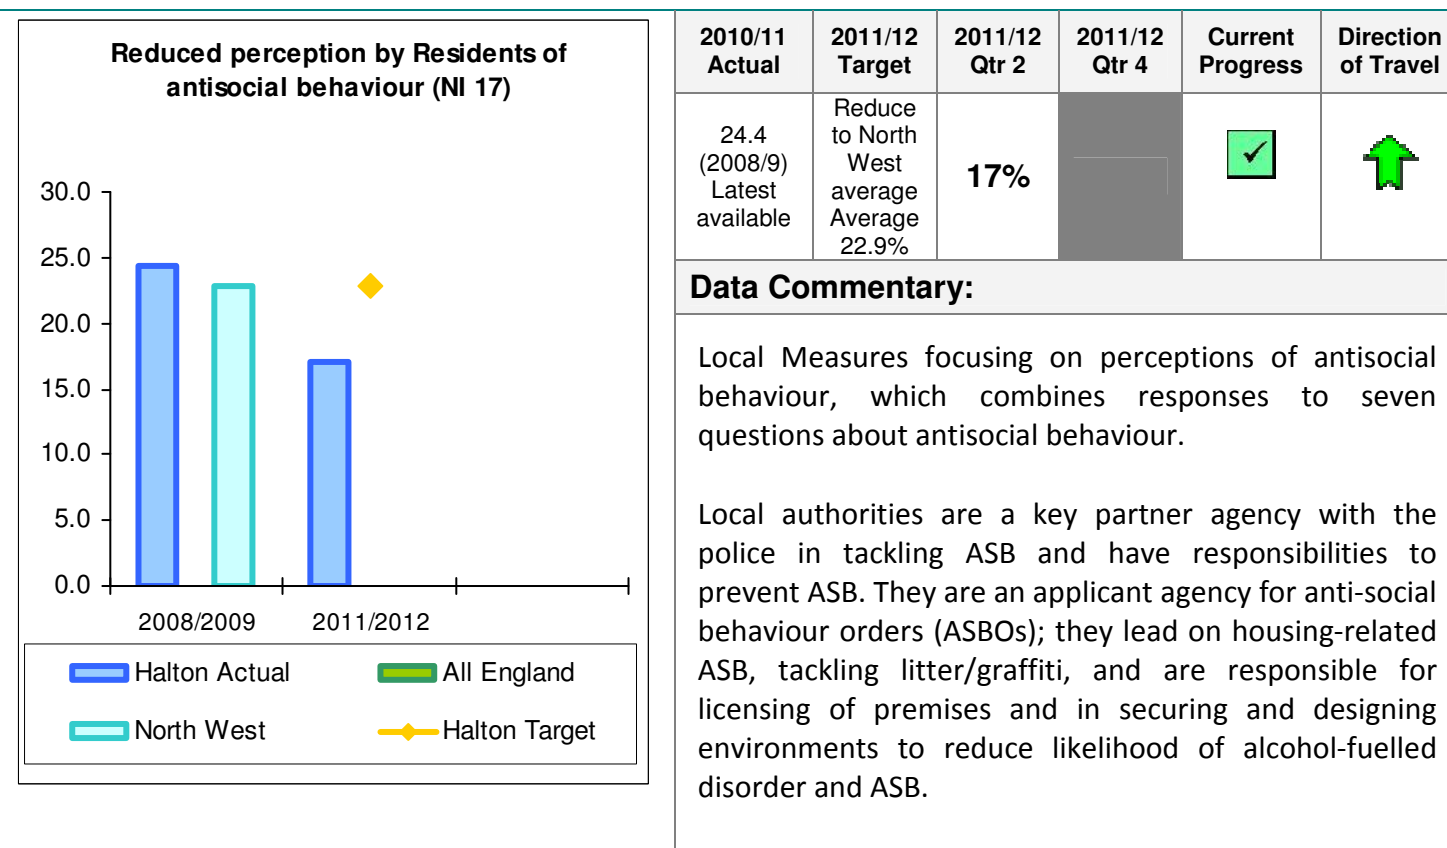 Reduced perception by Residents of
antisocial behaviour (NI 17)
30.0
25.0
20.0
15.0
10.0
5.0
0.0
2008/2009
2011/2012
Halton Actual
All England
North West
Halton Target
2010/11
Actual
2011/12
Target
2011/12
Qtr 2
2011/12
Qtr 4
Current
Progress
Direction
of Travel
24.4
(2008/9)
Latest
available
Reduce
to North
West
average
Average
22.9%
17%
Data Commentary:
Local Measures focusing on perceptions of antisocial
behaviour, which combines responses to seven
questions about antisocial behaviour.
Local authorities are a key partner agency with the
police in tackling ASB and have responsibilities to
prevent ASB. They are an applicant agency for anti-social
behaviour orders (ASBOs); they lead on housing-related
ASB, tackling litter/graffiti, and are responsible for
licensing of premises and in securing and designing
environments to reduce likelihood of alcohol-fuelled
disorder and ASB.